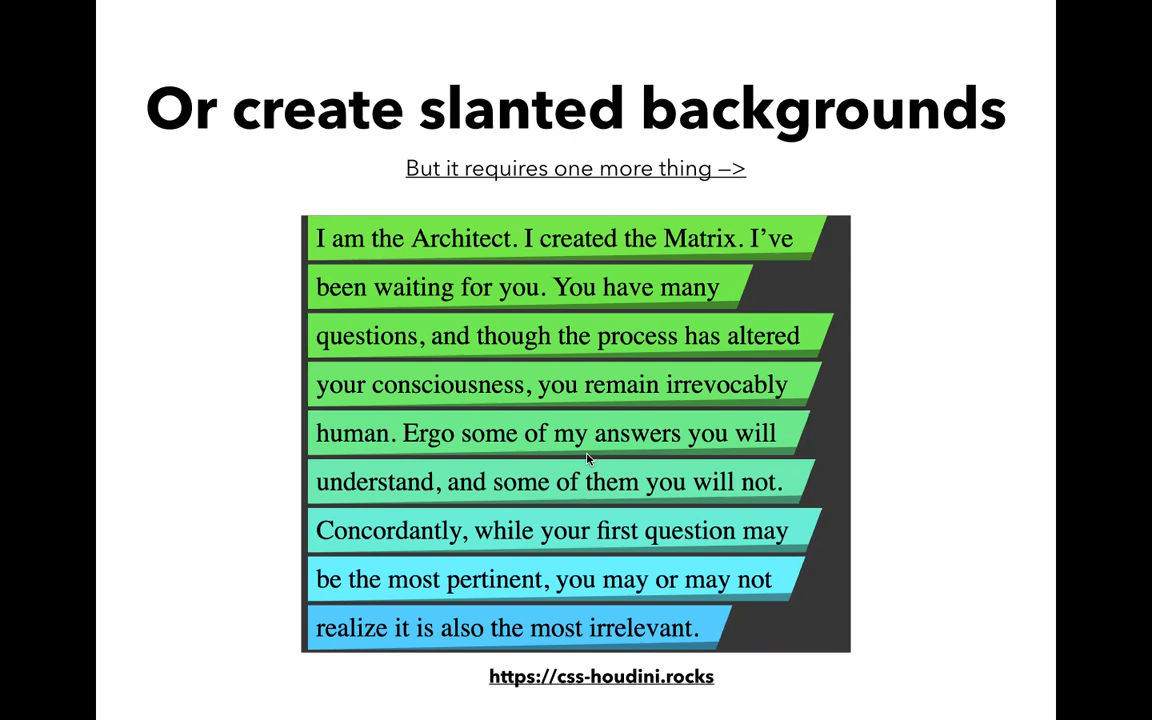 Or create slanted backgrounds
But it requires one more thing —>
I am the Architect. I created the Matrix. I’ve
been waiting for you. You have many
questions, and though the process has altered
your consciousness, you remain irrevocably
human. Ergo some of my answers you will
understand, and some of them you will not.
Concordantly, while your first question may
be the most pertinent, you may or may not
realize it is also the most irrelevant.
https://css-houdini.rocks